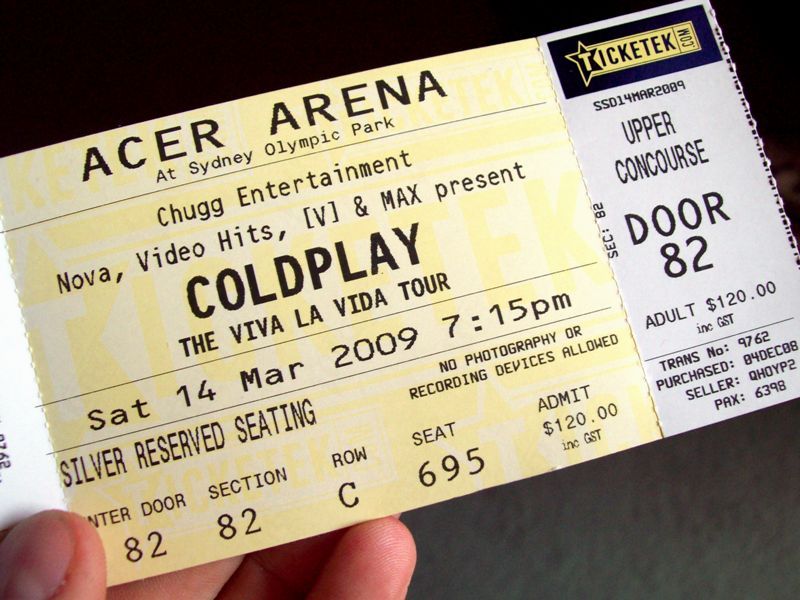 ACER ARENA
At Sydney Olympic Park
Chugg Entertainment
Nova, Video Hits, [V] & MAX present
COLDPLAY
THE VIVA LA VIDA TOUR
Sat 14 Mar 2009 7:15pm
NO PHOTOGRAPHY OR
RECORDING DEVICES ALLOWED
SILVER RESERVED SEATING
NTER DOOR SECTION ROW SEAT ADMIT
82 82 C 695 $120.00
inc GST
TICKETEK.COM
SSD14MAR2009
UPPER
CONCOURSE
SEC: 82
DOOR
82
ADULT $120.00
inc GST
TRANS No: 9762
PURCHASED: 04DEC08
SELLER: QHOYP2
PAX: 6398
9762